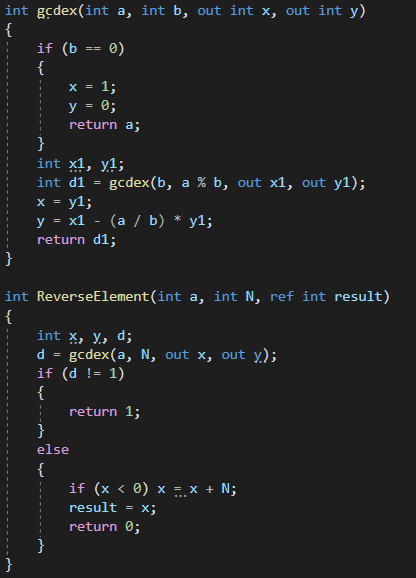 int gcdex(int a, int b, out int x, out int y)
{
    if (b == 0)
    {
        x = 1;
        y = 0;
        return a;
    }
    int x1, y1;
    int d1 = gcdex(b, a % b, out x1, out y1);
    x = y1;
    y = x1 - (a / b) * y1;
    return d1;
}

int ReverseElement(int a, int N, ref int result)
{
    int x, y, d;
    d = gcdex(a, N, out x, out y);
    if (d != 1)
    {
        return 1;
    }
    else
    {
        if (x < 0) x = x + N;
        result = x;
        return 0;
    }
}